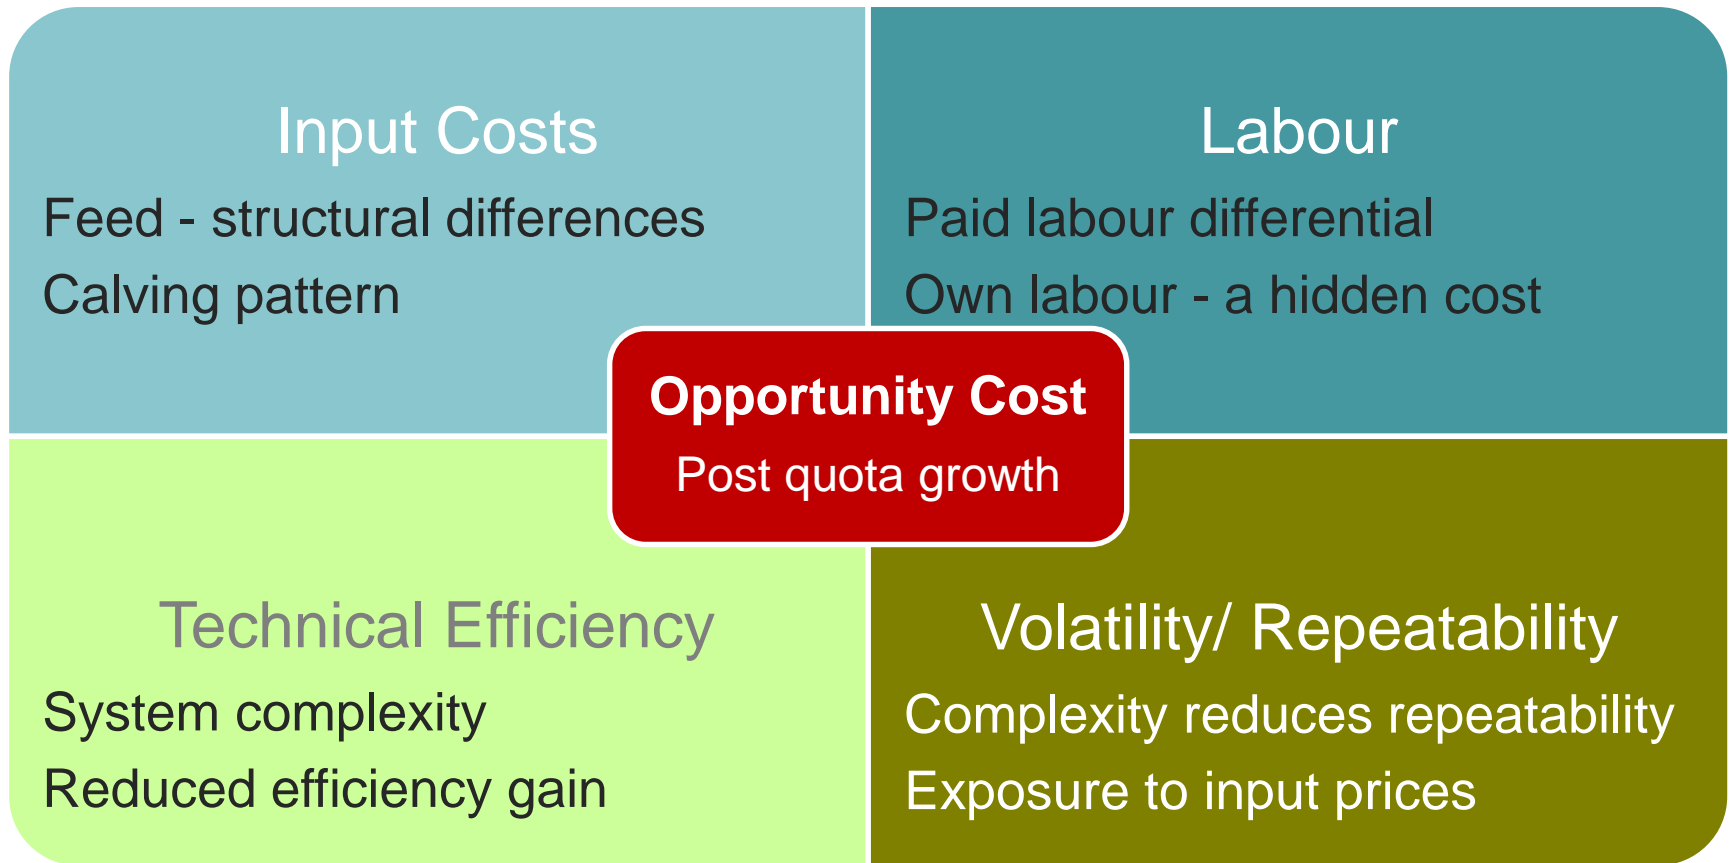 Input Costs
Feed - structural differences
Calving pattern
Labour
Paid labour differential
Own labour - a hidden cost
Opportunity Cost
Post quota growth
Technical Efficiency
System complexity
Reduced efficiency gain
Volatility/ Repeatability
Complexity reduces repeatability
Exposure to input prices